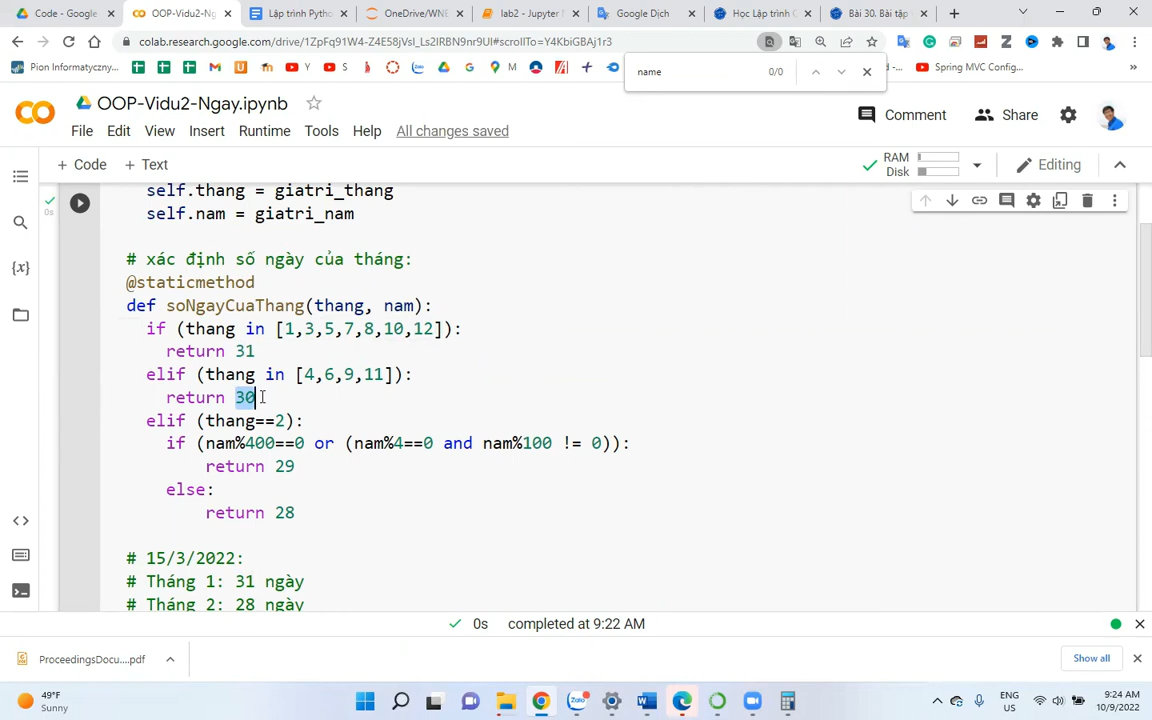 Code - Google
OOP-Vidu2-Ng
Lập trình Pytho
OneDrive/WNE
lab2 - Jupyter N
Google Dịch
Học Lập trình C
Bài 30. Bài tập
colab.research.google.com/drive/1ZpFq91W4-Z4E58jVsI_Ls2IRBN9nr9UI#scrollTo=Y4KbiGBAj1r3
Pion Informatyczny...
Y
S
M
Spring MVC Config...
name
0/0
OOP-Vidu2-Ngay.ipynb
Comment
Share
File Edit View Insert Runtime Tools Help All changes saved
+ Code + Text
RAM
Disk
Editing
self.thang = giatri_thang
self.nam = giatri_nam
# xác định số ngày của tháng:
@staticmethod
def soNgayCuaThang(thang, nam):
if (thang in [1,3,5,7,8,10,12]):
return 31
elif (thang in [4,6,9,11]):
return 30
elif (thang==2):
if (nam%400==0 or (nam%4==0 and nam%100 != 0)):
return 29
else:
return 28
# 15/3/2022:
# Tháng 1: 31 ngày
# Tháng 2: 28 ngày
0s
0s completed at 9:22 AM
ProceedingsDocu....pdf
Show all
49°F
Sunny
ENG
US
9:24 AM
10/9/2022